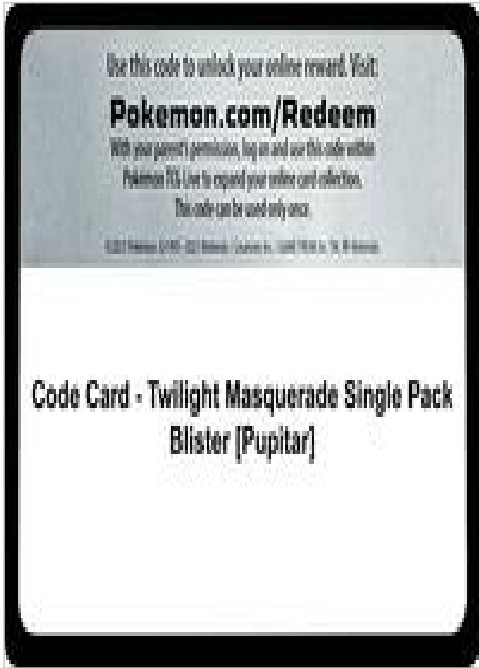 Use this code to unlock your online reward. Visit:
Pokemon.com/Redeem
With your parent's permission, log on and use this code within
Pokémon TCG Live to expand your online card collection.
This code can be used only once.
Code Card - Twilight Masquerade Single Pack
Blister [Pupitar]